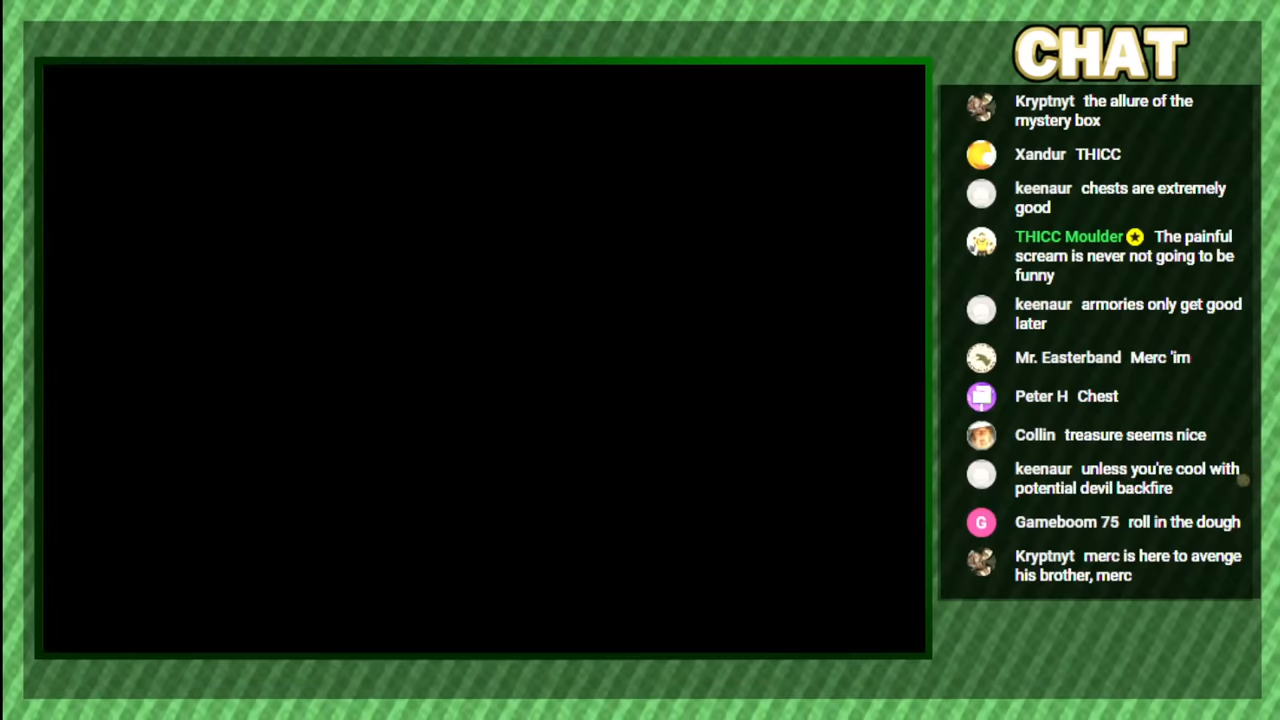 CHAT
Kryptnyt the allure of the
mystery box
Xandur THICC
keenaur chests are extremely
good
THICC Moulder The painful
scream is never not going to be
funny
keenaur armories only get good
later
Mr. Easterband Merc 'im
Peter H Chest
Collin treasure seems nice
keenaur unless you're cool with
potential devil backfire
G Gameboom 75 roll in the dough
Kryptnyt merc is here to avenge
his brother, merc